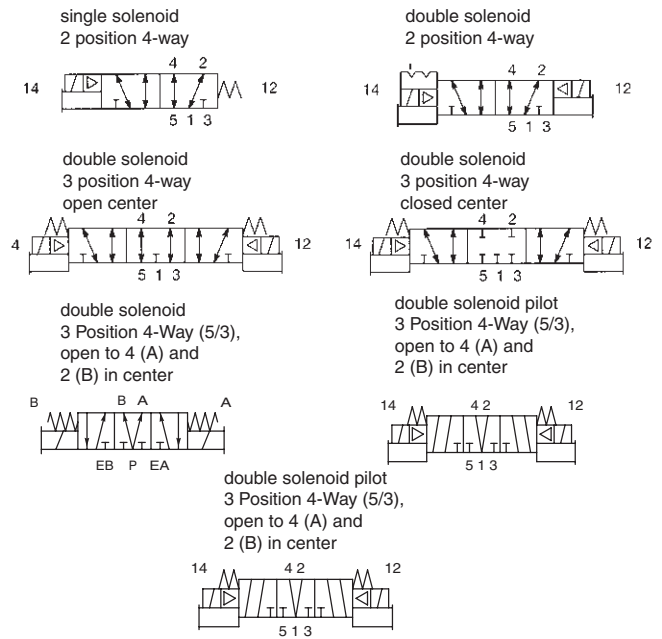 single solenoid
2 position 4-way
4 2
14
12
5 1 3
double solenoid
2 position 4-way
4 2
14
12
5 1 3
double solenoid
3 position 4-way
open center
4 2
4
12
5 1 3
double solenoid
3 position 4-way
closed center
4 2
14
12
5 1 3
double solenoid
3 Position 4-Way (5/3),
open to 4 (A) and
2 (B) in center
B
B A
A
EB P EA
double solenoid pilot
3 Position 4-Way (5/3),
open to 4 (A) and
2 (B) in center
14
4 2
12
5 1 3
double solenoid pilot
3 Position 4-Way (5/3),
open to 4 (A) and
2 (B) in center
14
4 2
12
5 1 3